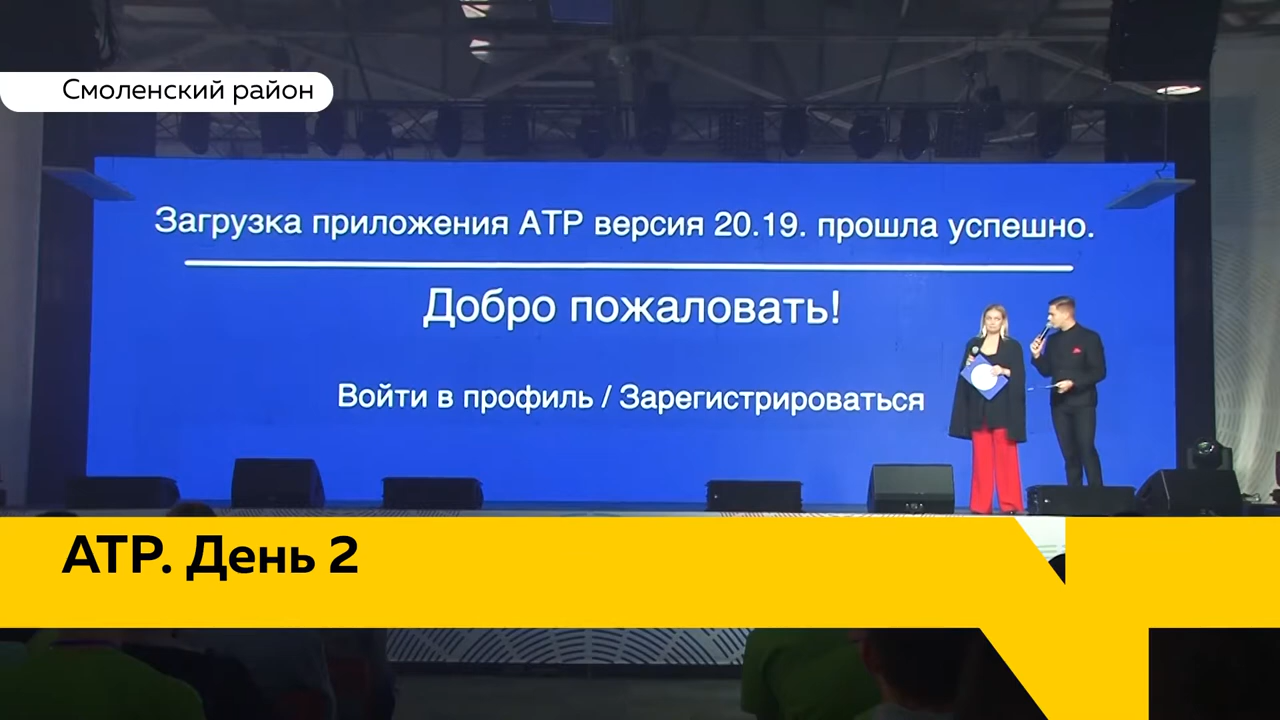 Смоленский район
Загрузка приложения АТР версия 20.19. прошла успешно.
Добро пожаловать!
Войти в профиль / Зарегистрироваться
АТР. День 2